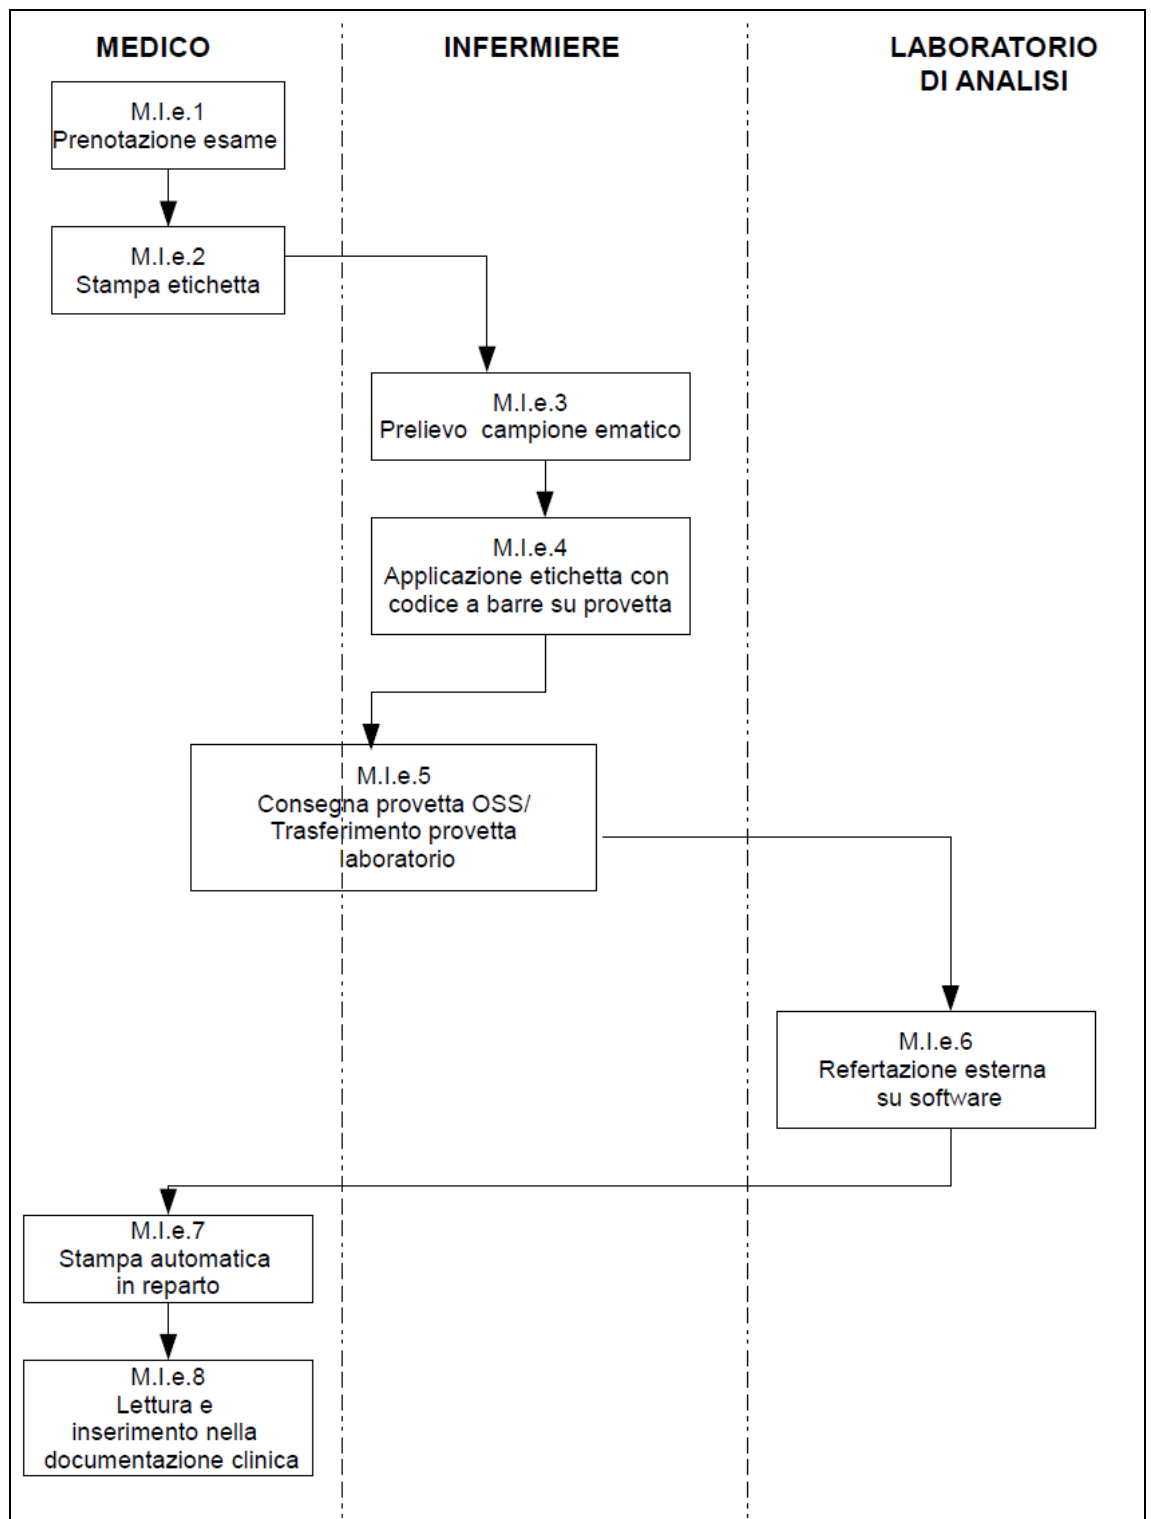 MEDICO
INFERMIERE
LABORATORIO
DI ANALISI
M.I.e.1
Prenotazione esame
M.I.e.2
Stampa etichetta
M.I.e.3
Prelievo campione ematico
M.I.e.4
Applicazione etichetta con
codice a barre su provetta
M.I.e.5
Consegna provetta OSS/
Trasferimento provetta
laboratorio
M.I.e.6
Refertazione esterna
su software
M.I.e.7
Stampa automatica
in reparto
M.I.e.8
Lettura e
inserimento nella
documentazione clinica